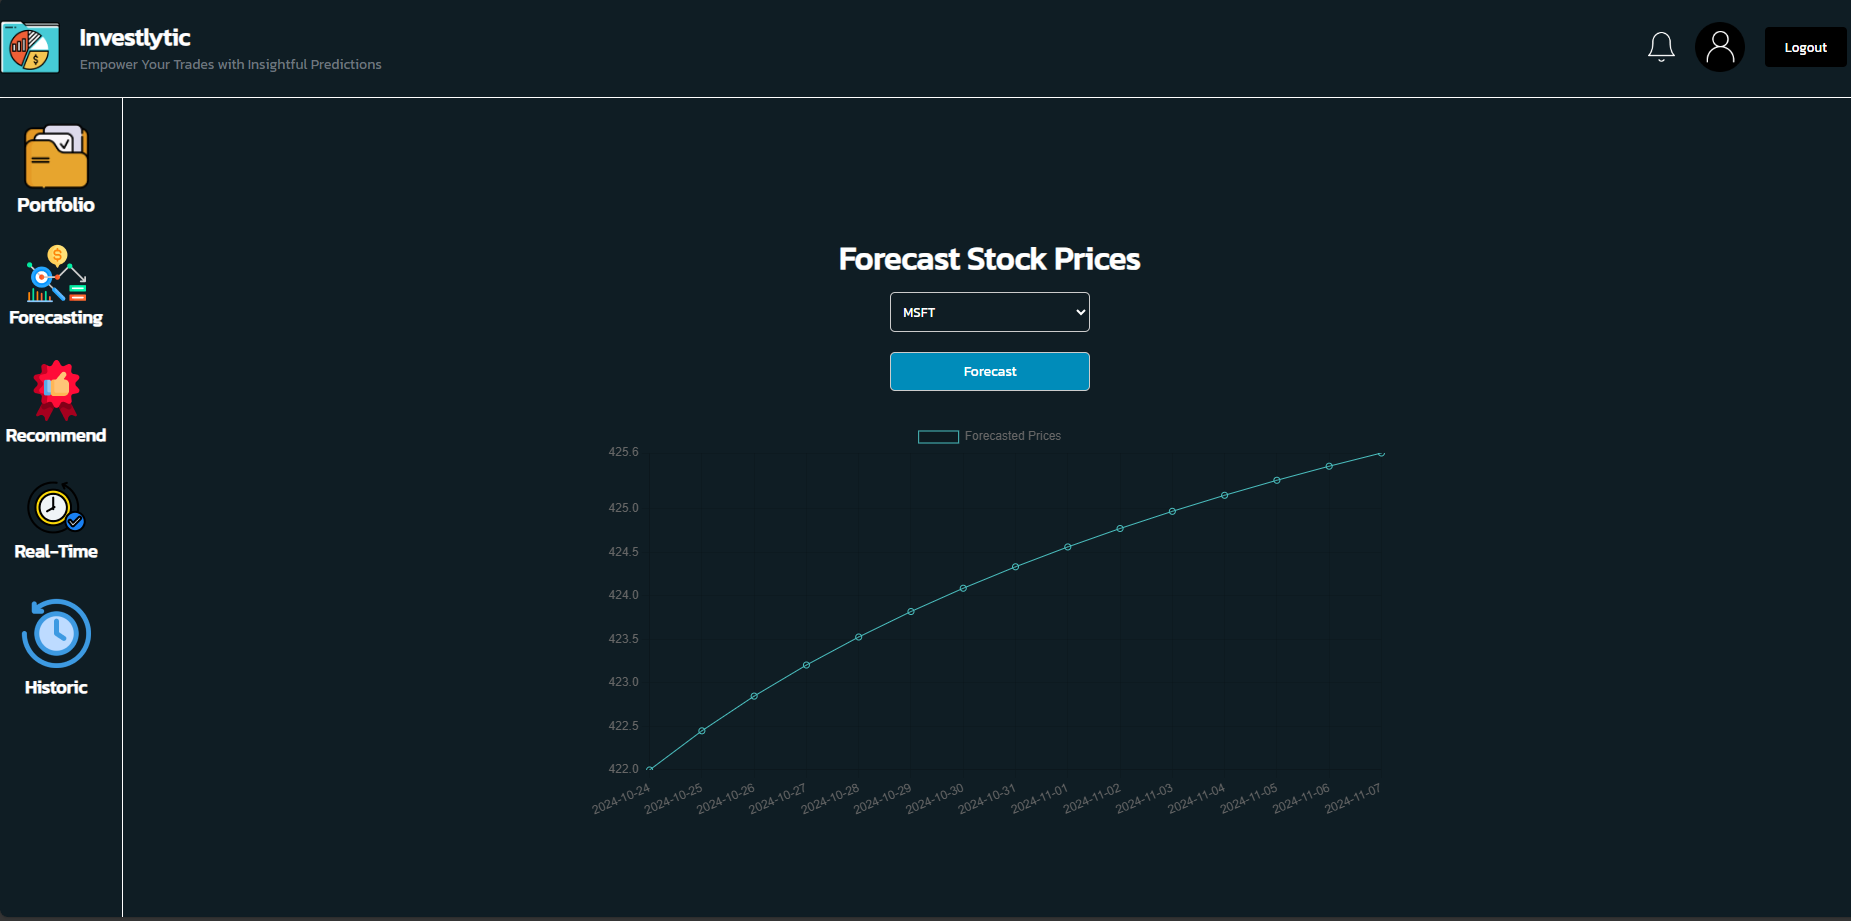 Investlytic
Empower Your Trades with Insightful Predictions
Logout
Portfolio
Forecasting
Recommend
Real-Time
Historic
Forecast Stock Prices
MSFT
Forecast
Forecasted Prices
425.6
425.0
424.5
424.0
423.5
423.0
422.5
422.0
2024-10-24
2024-10-25
2024-10-26
2024-10-27
2024-10-28
2024-10-29
2024-10-30
2024-10-31
2024-11-01
2024-11-02
2024-11-03
2024-11-04
2024-11-05
2024-11-06
2024-11-07